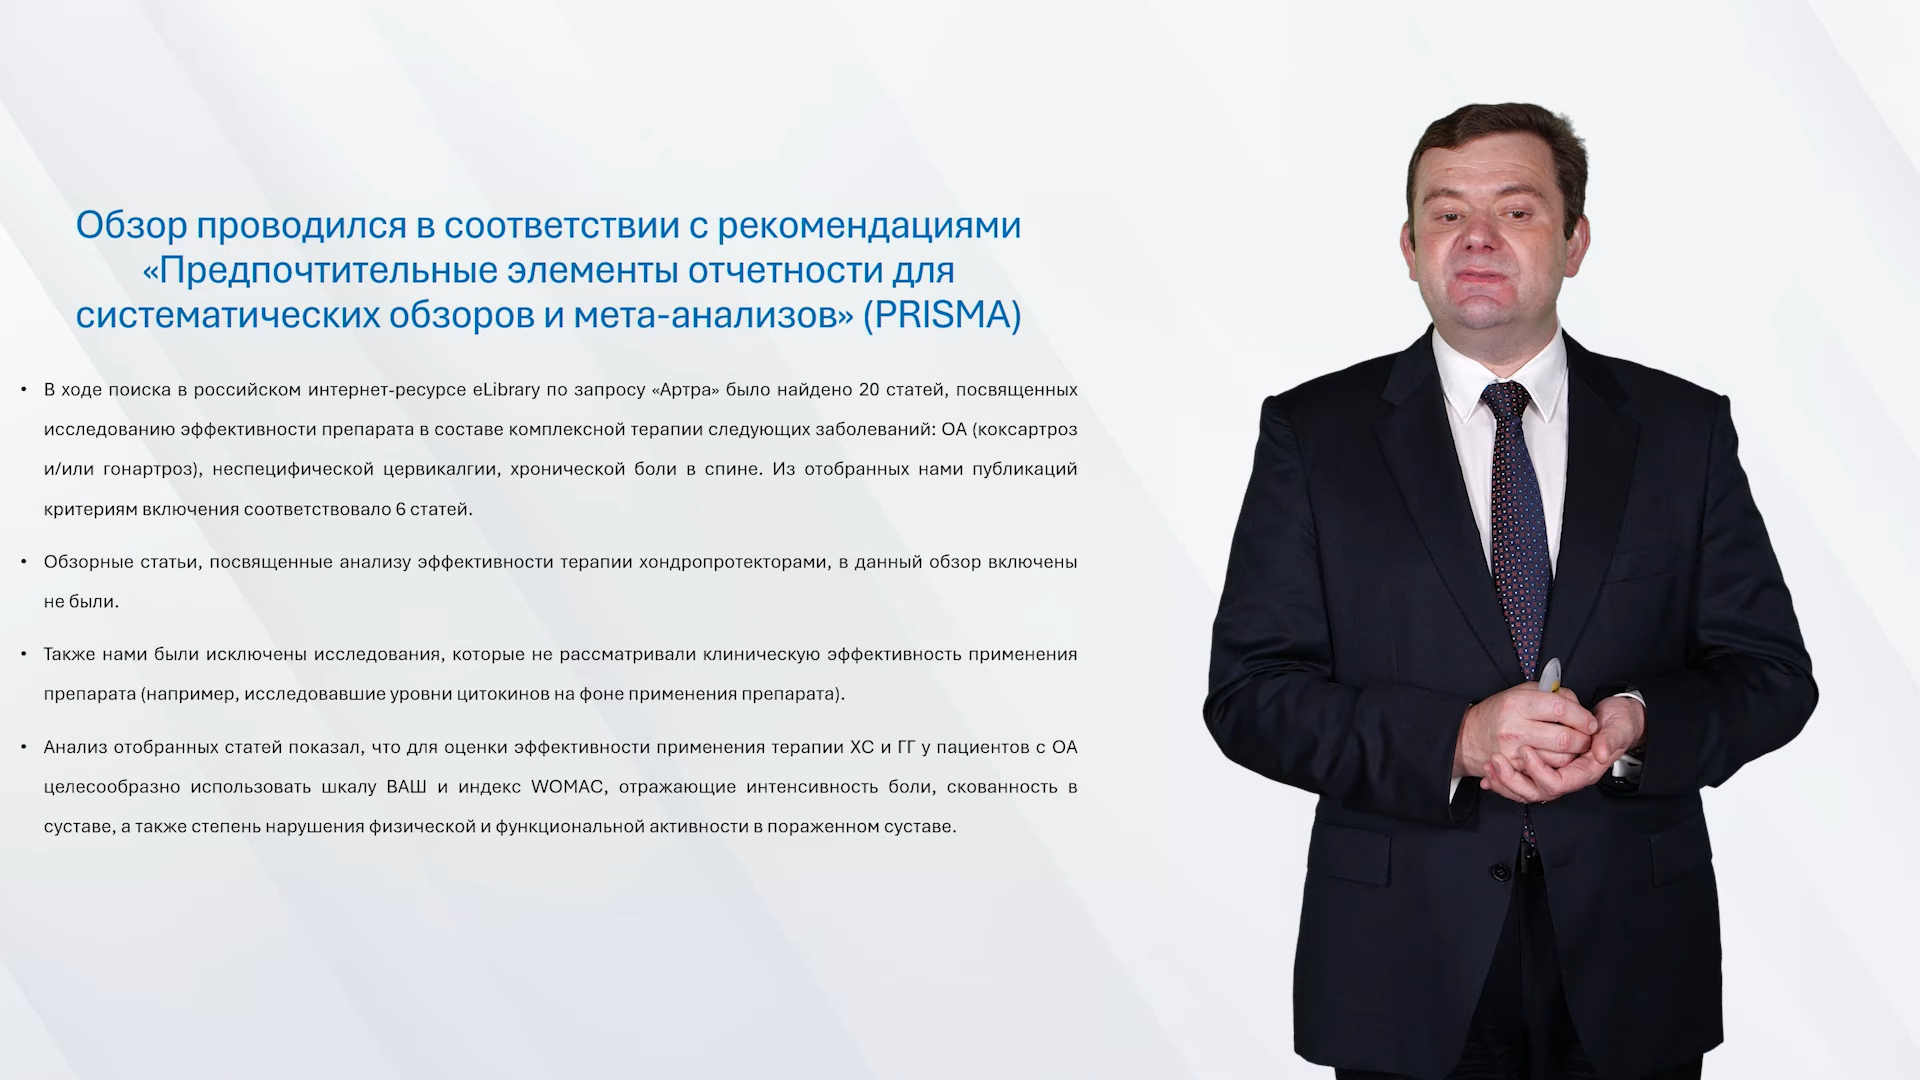 Обзор проводился в соответствии с рекомендациями
«Предпочтительные элементы отчетности для
систематических обзоров и мета-анализов» (PRISMA)
• В ходе поиска в российском интернет-ресурсе eLibrary по запросу «Артра» было найдено 20 статей, посвященных
исследованию эффективности препарата в составе комплексной терапии следующих заболеваний: ОА (коксартроз
и/или гонартроз), неспецифической цервикалгии, хронической боли в спине. Из отобранных нами публикаций
критериям включения соответствовало 6 статей.
• Обзорные статьи, посвященные анализу эффективности терапии хондропротекторами, в данный обзор включены
не были.
• Также нами были исключены исследования, которые не рассматривали клиническую эффективность применения
препарата (например, исследовавшие уровни цитокинов на фоне применения препарата).
• Анализ отобранных статей показал, что для оценки эффективности применения терапии ХС и ГГ у пациентов с ОА
целесообразно использовать шкалу ВАШ и индекс WOMAC, отражающие интенсивность боли, скованность в
суставе, а также степень нарушения физической и функциональной активности в пораженном суставе.